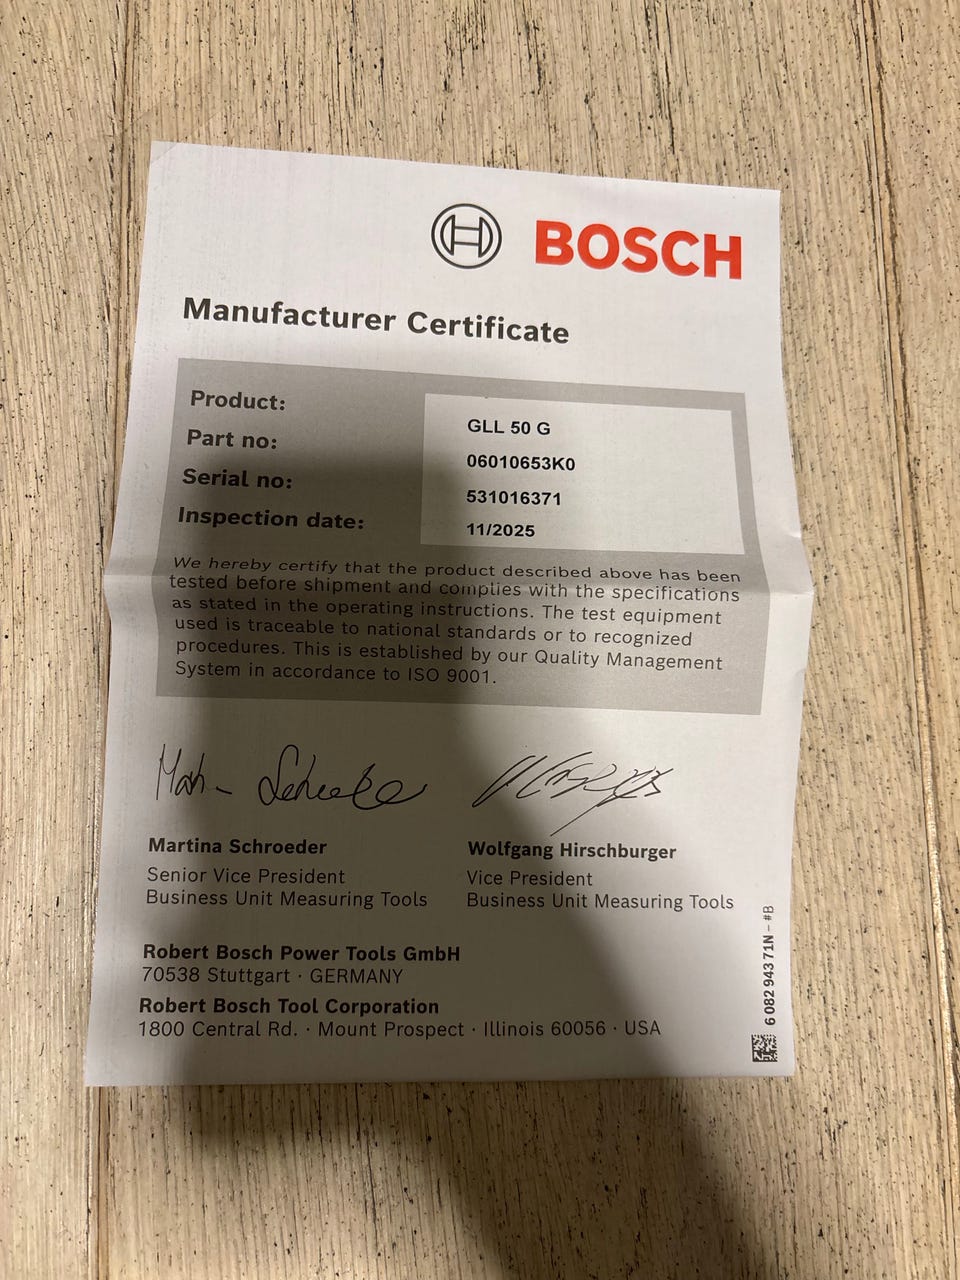 BOSCH
Manufacturer Certificate
Product: GLL 50 G
Part no: 06010653K0
Serial no: 531016371
Inspection date: 11/2025
We hereby certify that the product described above has been
tested before shipment and complies with the specifications
as stated in the operating instructions. The test equipment
used is traceable to national standards or to recognized
procedures. This is established by our Quality Management
System in accordance to ISO 9001.
Martina Schroeder
Senior Vice President
Business Unit Measuring Tools
Wolfgang Hirschburger
Vice President
Business Unit Measuring Tools
Robert Bosch Power Tools GmbH
70538 Stuttgart · GERMANY
Robert Bosch Tool Corporation
1800 Central Rd. · Mount Prospect · Illinois 60056 · USA
6 082 943 71N – #B